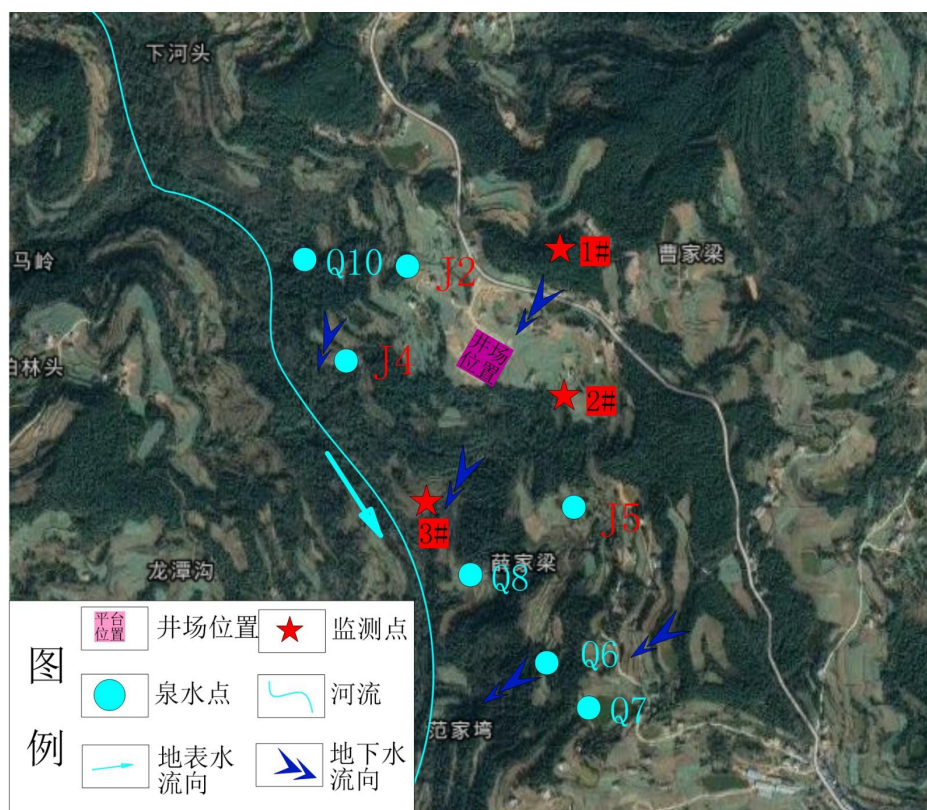 下河头
1#
曹家梁
马岭
Q10
J2
井场
位置
柏林头
J4
2#
3#
J5
薛家梁
龙潭沟
Q8
Q6
Q7
范家塆
图
例
平台
位置
井场位置
监测点
泉水点
河流
地表水
流向
地下水
流向